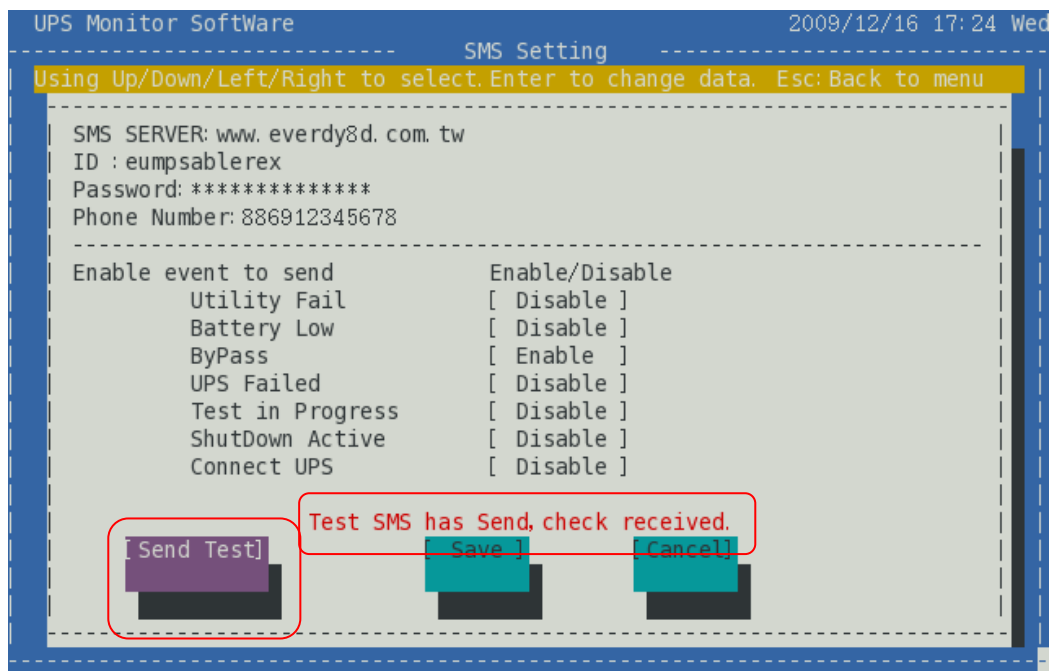 UPS Monitor SoftWare 2009/12/16 17:24 Wed
SMS Setting
Using Up/Down/Left/Right to select. Enter to change data. Esc:Back to menu
SMS SERVER: www.everdy8d.com.tw
ID : eumpsablerex
Password: **************
Phone Number: 886912345678
Enable event to send Enable/Disable
Utility Fail [ Disable ]
Battery Low [ Disable ]
ByPass [ Enable ]
UPS Failed [ Disable ]
Test in Progress [ Disable ]
ShutDown Active [ Disable ]
Connect UPS [ Disable ]
Test SMS has Send, check received.
[Send Test] [ Save ] [Cancel]